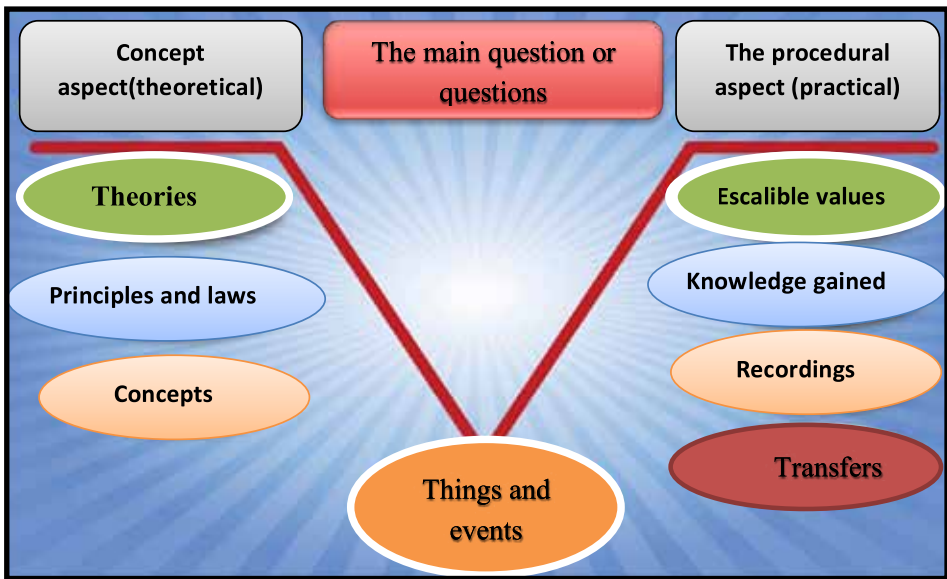 Concept
aspect(theoretical)
The main question or
questions
The procedural
aspect (practical)
Theories
Principles and laws
Concepts
Things and
events
Escalible values
Knowledge gained
Recordings
Transfers